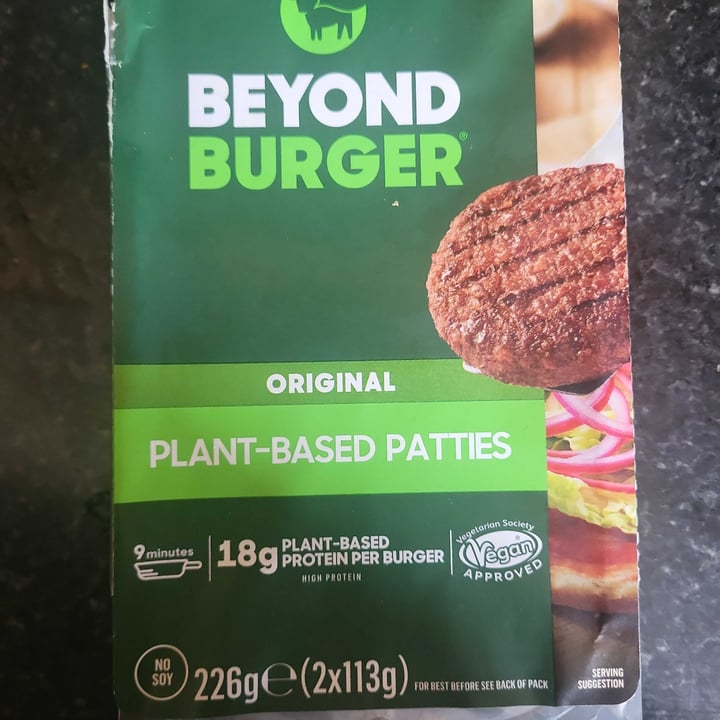 BEYOND
BURGER®
ORIGINAL
PLANT-BASED PATTIES
9 minutes
18g PLANT-BASED
PROTEIN PER BURGER
HIGH PROTEIN
Vegetarian Society
Vegan
APPROVED
NO
SOY
226g℮(2x113g)
FOR BEST BEFORE SEE BACK OF PACK
SERVING
SUGGESTION